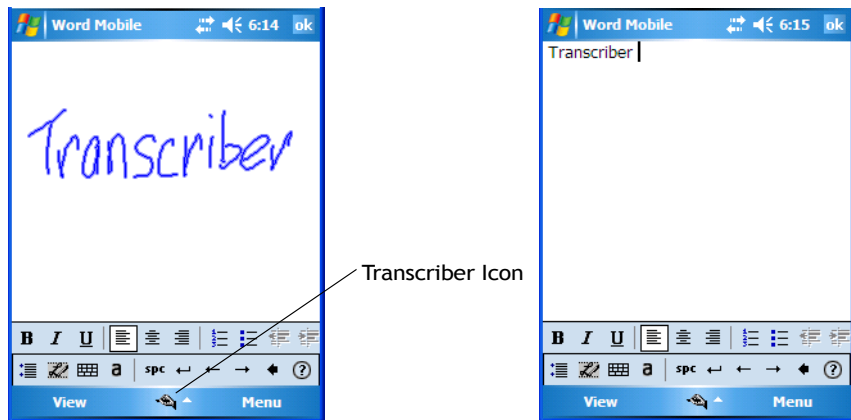 Word Mobile 6:14 ok
Transcriber
Transcriber Icon
B I U
a spc
View Menu
Word Mobile 6:15 ok
Transcriber
B I U
a spc
View Menu